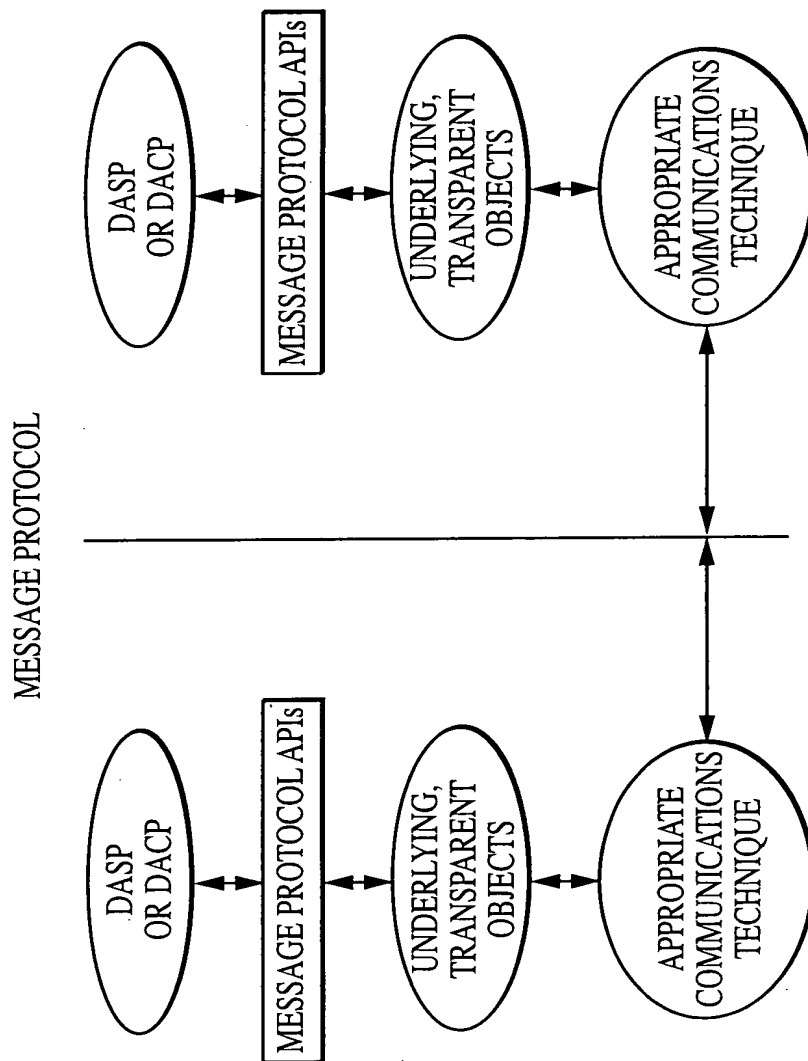 MESSAGE PROTOCOL
DASP
OR DACP
MESSAGE PROTOCOL APIs
UNDERLYING,
TRANSPARENT
OBJECTS
APPROPRIATE
COMMUNICATIONS
TECHNIQUE
DASP
OR DACP
MESSAGE PROTOCOL APIs
UNDERLYING,
TRANSPARENT
OBJECTS
APPROPRIATE
COMMUNICATIONS
TECHNIQUE